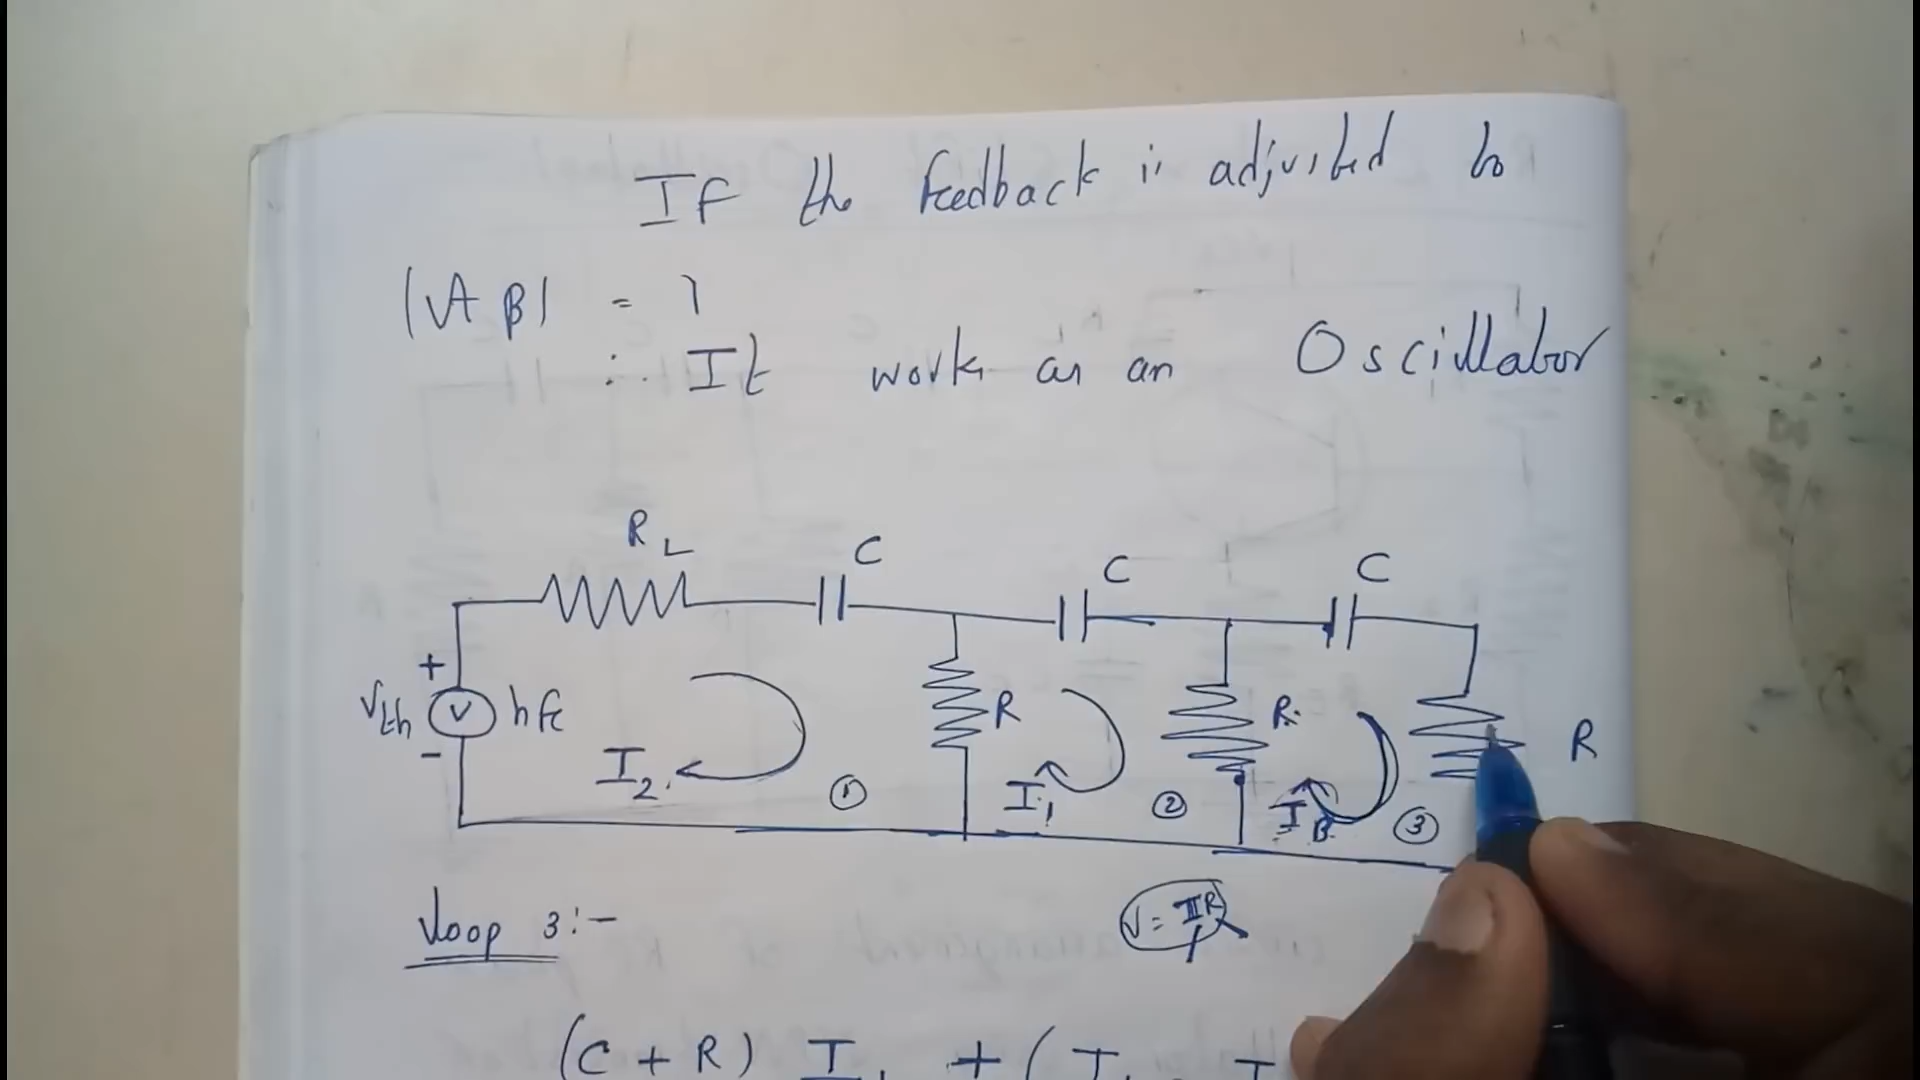 If the feedback is adjusted to
|Aβ| = 1
∴ It works as an Oscillator
RL
C
C
C
+
Vth
V
hfe
-
I2
①
R
I1
②
R
IB
③
R
Loop 3:-
V = IR
(C + R) I
+ (I